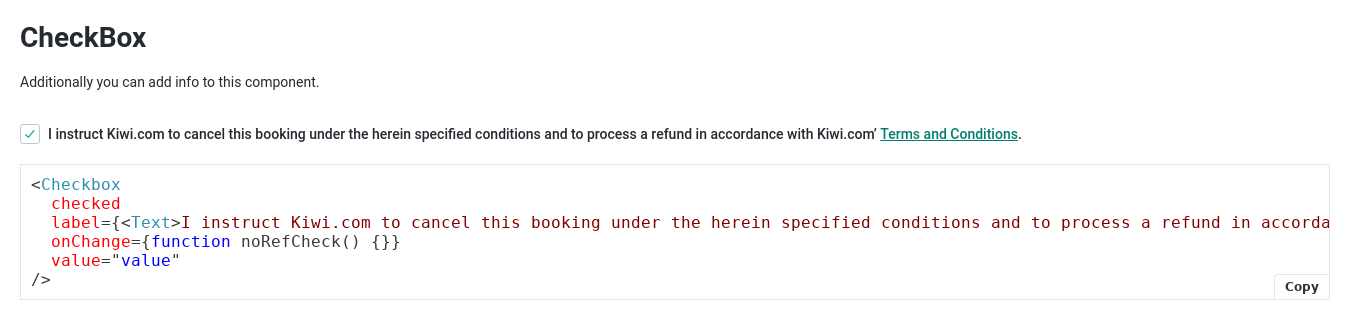 CheckBox
Additionally you can add info to this component.
I instruct Kiwi.com to cancel this booking under the herein specified conditions and to process a refund in accordance with Kiwi.com’ Terms and Conditions.
<Checkbox
  checked
  label={<Text>I instruct Kiwi.com to cancel this booking under the herein specified conditions and to process a refund in accorda
  onChange={function noRefCheck() {}}
  value="value"
/>
Copy